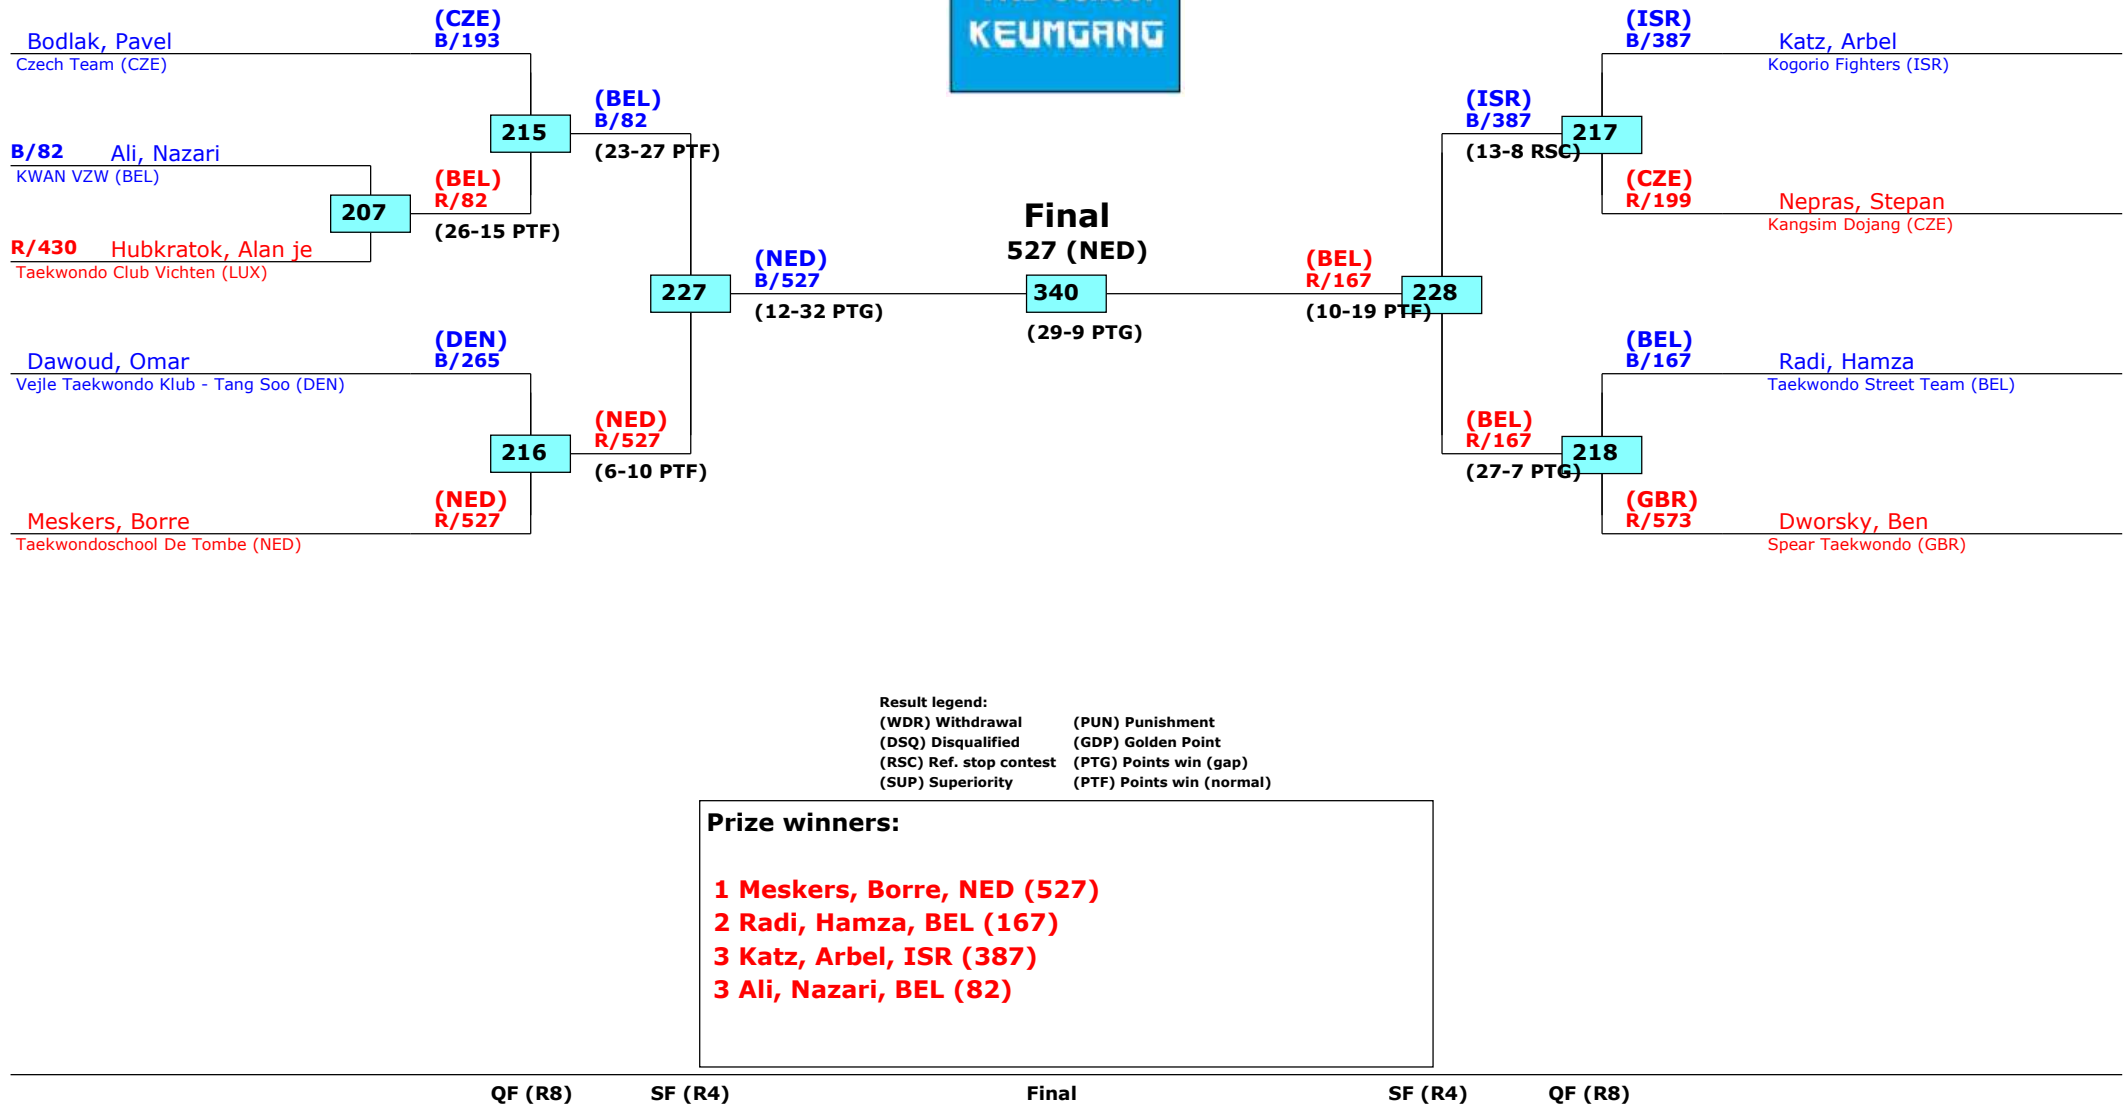 KEUMGANG
(CZE)
B/193
Bodlak, Pavel
Czech Team (CZE)
215
(BEL)
B/82
(23-27 PTF)
B/82 Ali, Nazari
KWAN VZW (BEL)
207
(BEL)
R/82
(26-15 PTF)
R/430 Hubkratok, Alan je
Taekwondo Club Vichten (LUX)
227
(NED)
B/527
(12-32 PTG)
(DEN)
B/265
Dawoud, Omar
Vejle Taekwondo Klub - Tang Soo (DEN)
216
(NED)
R/527
(6-10 PTF)
(NED)
R/527
Meskers, Borre
Taekwondoschool De Tombe (NED)
Final
527 (NED)
340
(29-9 PTG)
(ISR)
B/387
Katz, Arbel
Kogorio Fighters (ISR)
(ISR)
B/387
217
(13-8 RSC)
(CZE)
R/199
Nepras, Stepan
Kangsim Dojang (CZE)
(BEL)
R/167
228
(10-19 PTF)
(BEL)
B/167
Radi, Hamza
Taekwondo Street Team (BEL)
(BEL)
R/167
218
(27-7 PTG)
(GBR)
R/573
Dworsky, Ben
Spear Taekwondo (GBR)
Result legend:
(WDR) Withdrawal (PUN) Punishment
(DSQ) Disqualified (GDP) Golden Point
(RSC) Ref. stop contest (PTG) Points win (gap)
(SUP) Superiority (PTF) Points win (normal)
Prize winners:
1 Meskers, Borre, NED (527)
2 Radi, Hamza, BEL (167)
3 Katz, Arbel, ISR (387)
3 Ali, Nazari, BEL (82)
QF (R8) SF (R4) Final SF (R4) QF (R8)